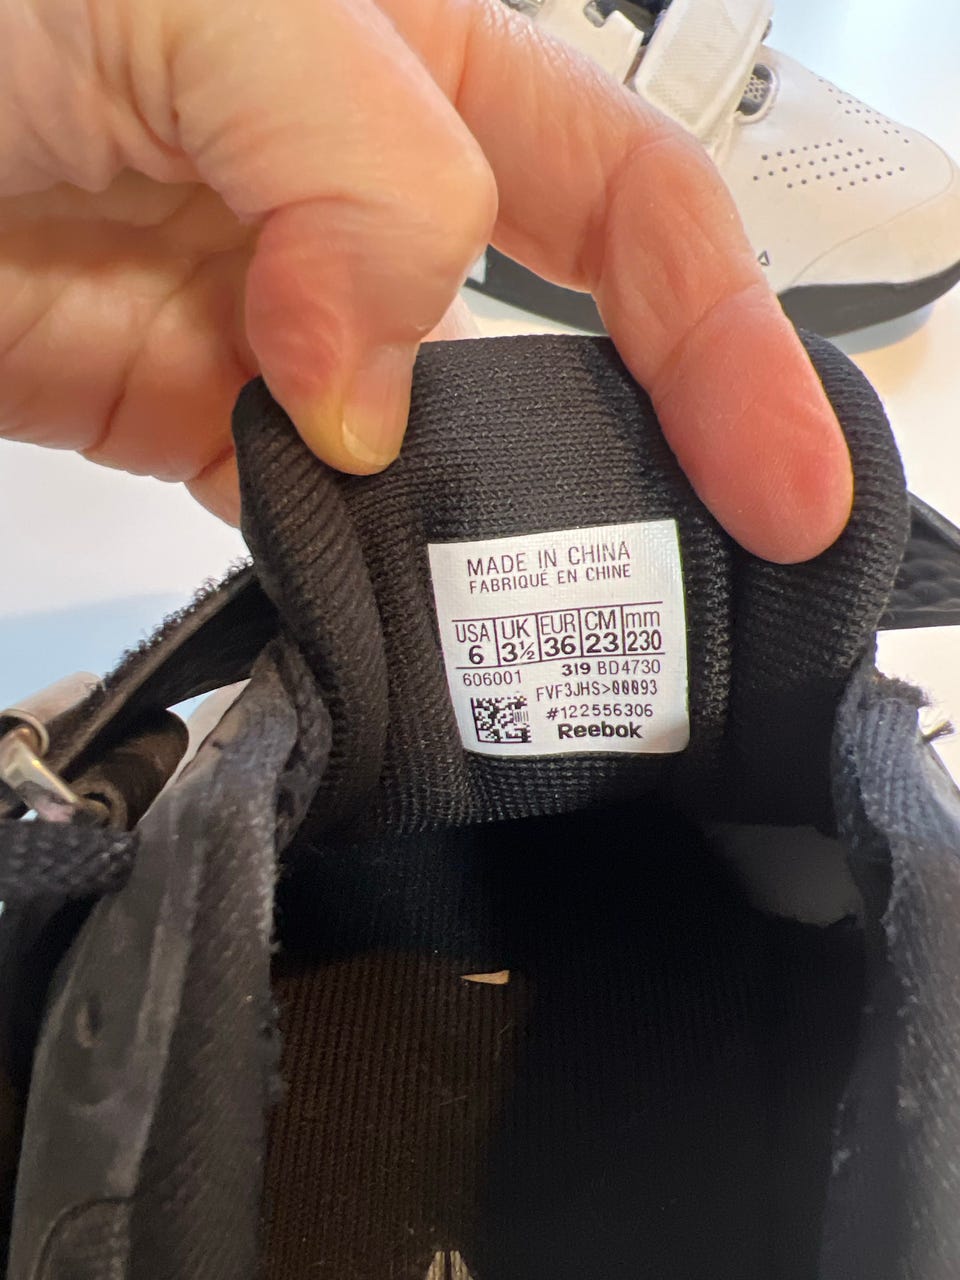 MADE IN CHINA
FABRIQUÉ EN CHINE
USA UK EUR CM mm
6 3½ 36 23 230
606001 319 BD4730
FVF3JHS>00093
#122556306
Reebok